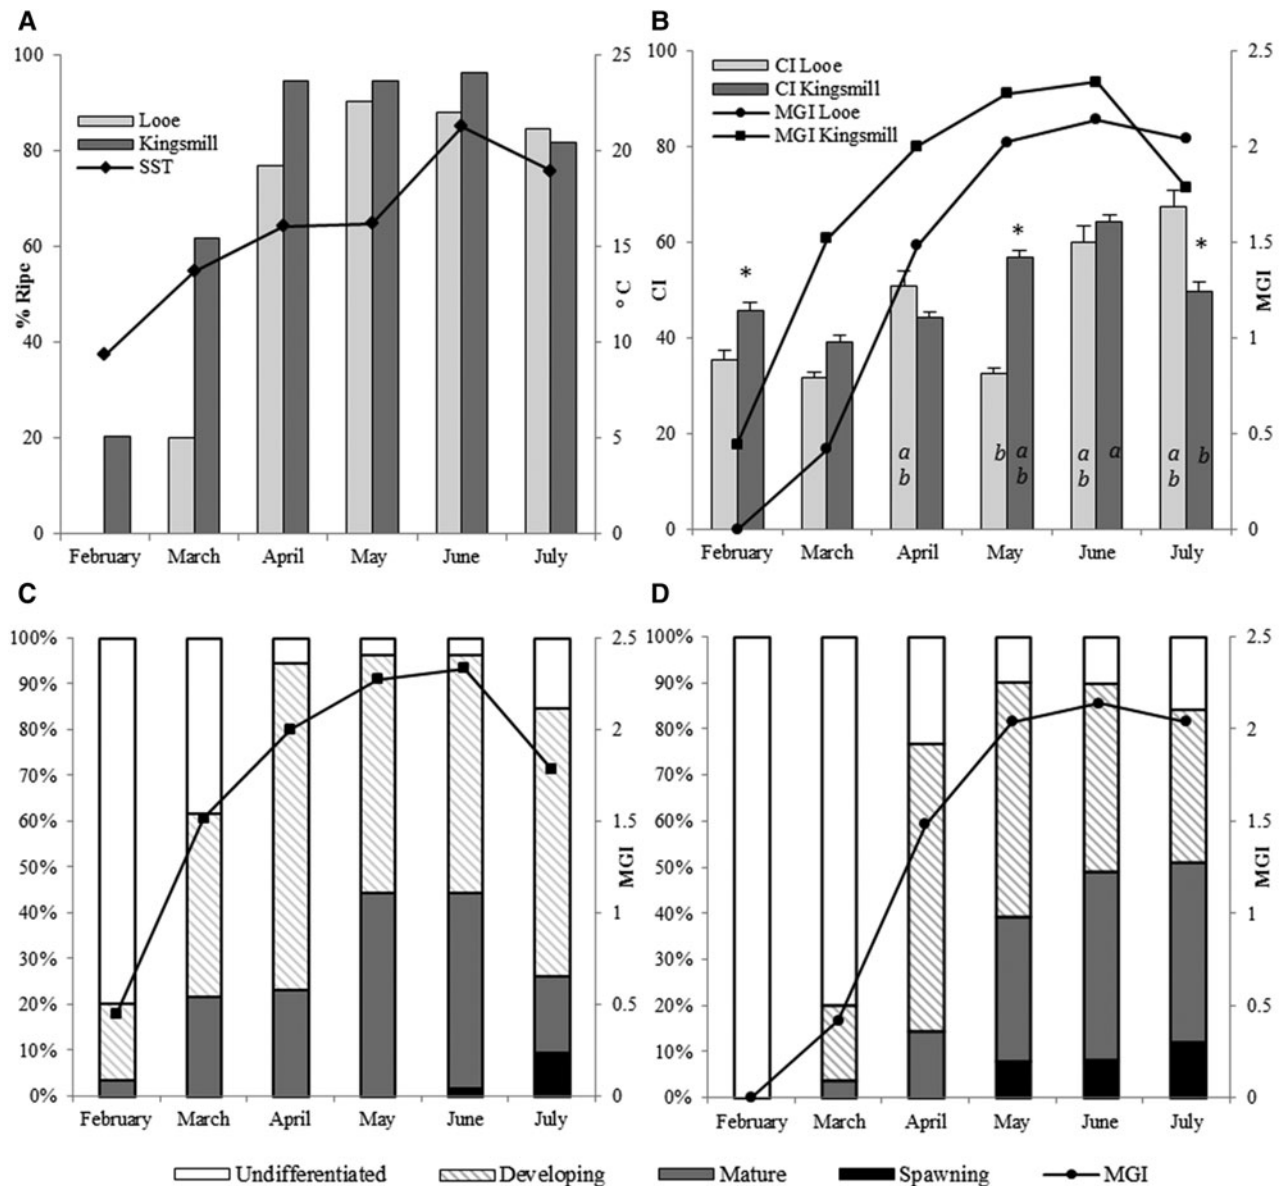 A
100
80
60
40
20
0
% Ripe
25
20
15
10
5
0
°C
Looe
Kingsmill
SST
February March April May June July
B
100
80
60
40
20
0
CI
2.5
2
1.5
1
0.5
0
MGI
CI Looe
CI Kingsmill
MGI Looe
MGI Kingsmill
* * *
a b a a a b
b b b b
February March April May June July
C
100%
90%
80%
70%
60%
50%
40%
30%
20%
10%
0%
2.5
2
1.5
1
0.5
0
MGI
February March April May June July
D
100%
90%
80%
70%
60%
50%
40%
30%
20%
10%
0%
2.5
2
1.5
1
0.5
0
MGI
February March April May June July
Undifferentiated Developing Mature Spawning MGI